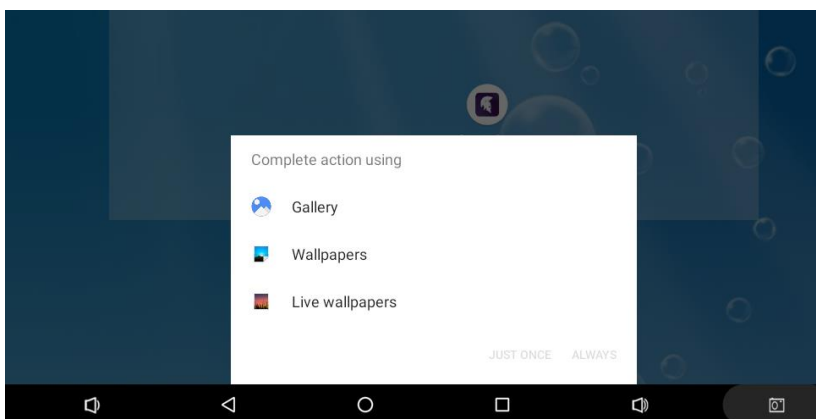 Complete action using
Gallery
Wallpapers
Live wallpapers
JUST ONCE ALWAYS